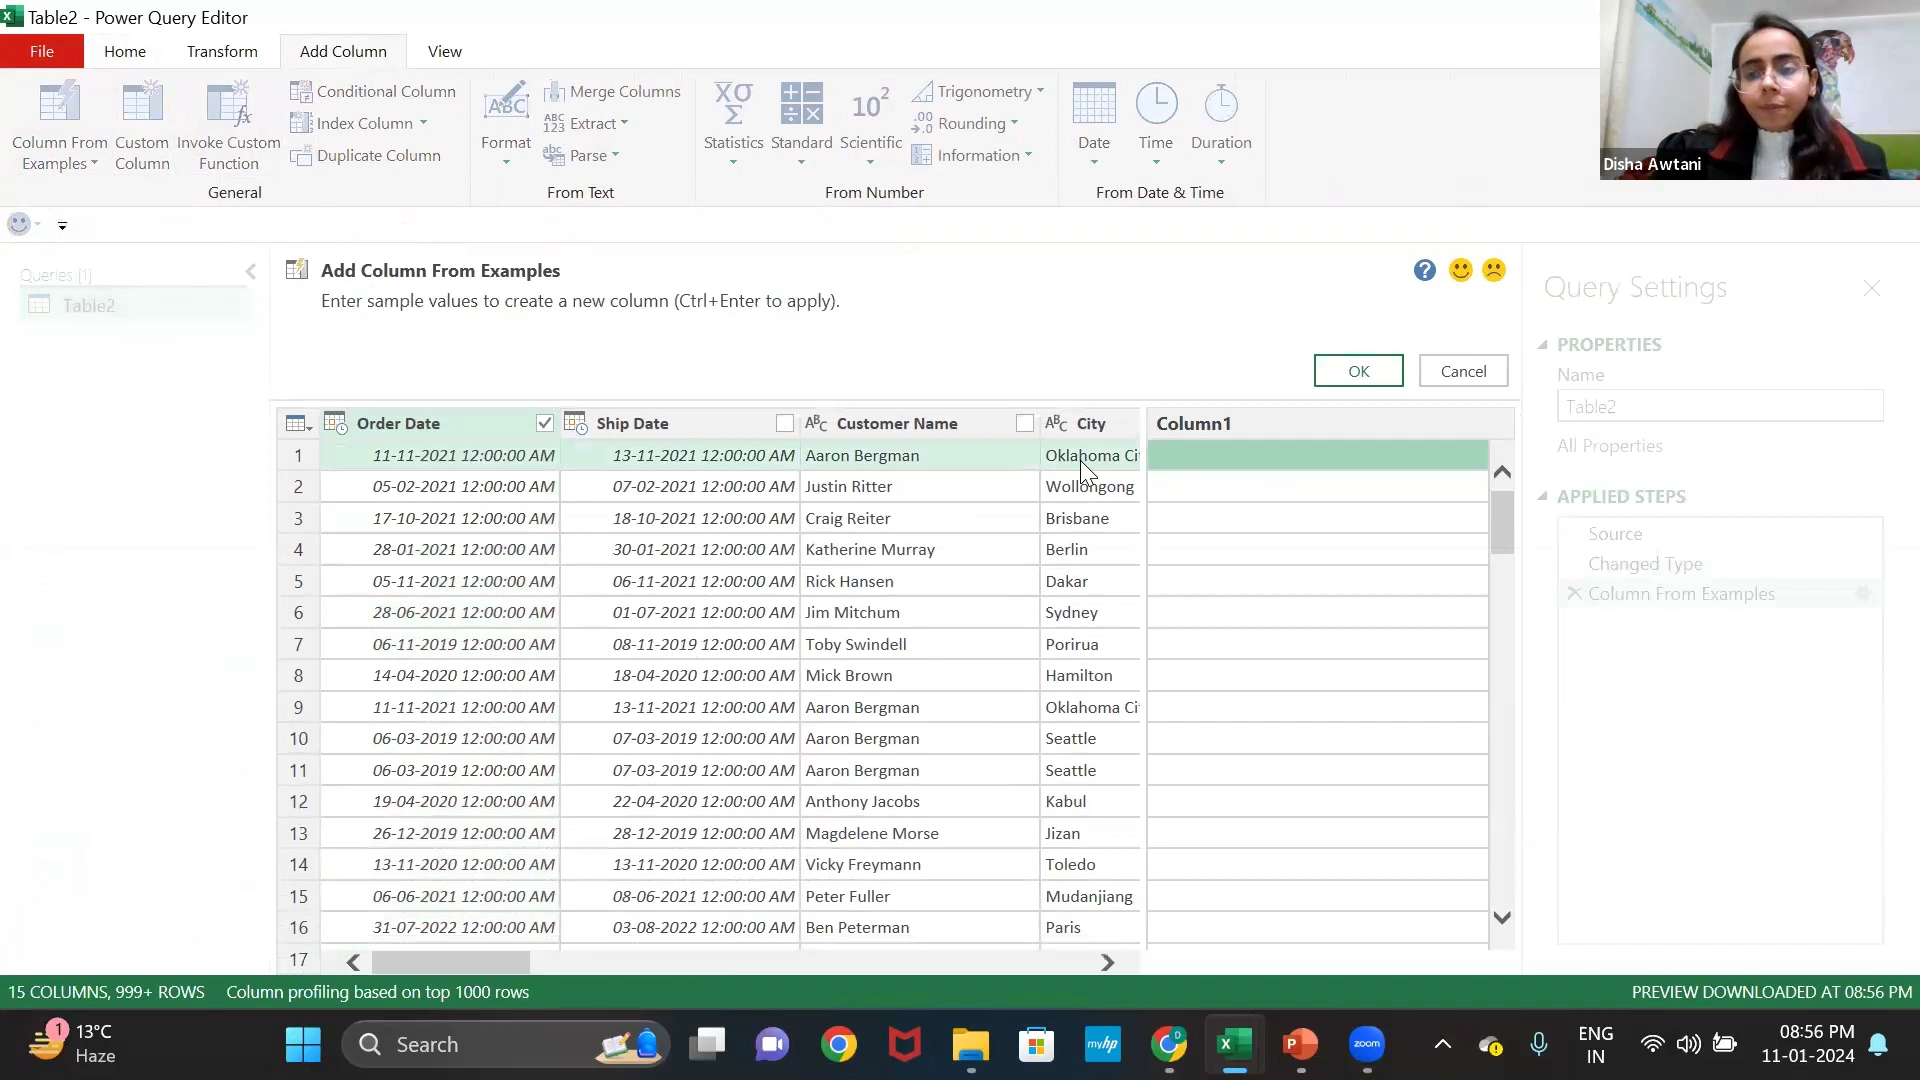 Table2 - Power Query Editor
File Home Transform Add Column View
Column From Examples
Custom Column
Invoke Custom Function
Conditional Column
Index Column
Duplicate Column
General
Format
Merge Columns
Extract
Parse
From Text
Statistics
Standard
Scientific
Trigonometry
Rounding
Information
From Number
Date
Time
Duration
From Date & Time
Disha Awtani
Queries [1]
Table2
Add Column From Examples
Enter sample values to create a new column (Ctrl+Enter to apply).
OK Cancel
Order Date Ship Date Customer Name City Column1
1 11-11-2021 12:00:00 AM 13-11-2021 12:00:00 AM Aaron Bergman Oklahoma Cit
2 05-02-2021 12:00:00 AM 07-02-2021 12:00:00 AM Justin Ritter Wollongong
3 17-10-2021 12:00:00 AM 18-10-2021 12:00:00 AM Craig Reiter Brisbane
4 28-01-2021 12:00:00 AM 30-01-2021 12:00:00 AM Katherine Murray Berlin
5 05-11-2021 12:00:00 AM 06-11-2021 12:00:00 AM Rick Hansen Dakar
6 28-06-2021 12:00:00 AM 01-07-2021 12:00:00 AM Jim Mitchum Sydney
7 06-11-2019 12:00:00 AM 08-11-2019 12:00:00 AM Toby Swindell Porirua
8 14-04-2020 12:00:00 AM 18-04-2020 12:00:00 AM Mick Brown Hamilton
9 11-11-2021 12:00:00 AM 13-11-2021 12:00:00 AM Aaron Bergman Oklahoma Cit
10 06-03-2019 12:00:00 AM 07-03-2019 12:00:00 AM Aaron Bergman Seattle
11 06-03-2019 12:00:00 AM 07-03-2019 12:00:00 AM Aaron Bergman Seattle
12 19-04-2020 12:00:00 AM 22-04-2020 12:00:00 AM Anthony Jacobs Kabul
13 26-12-2019 12:00:00 AM 28-12-2019 12:00:00 AM Magdelene Morse Jizan
14 13-11-2020 12:00:00 AM 13-11-2020 12:00:00 AM Vicky Freymann Toledo
15 06-06-2021 12:00:00 AM 08-06-2021 12:00:00 AM Peter Fuller Mudanjiang
16 31-07-2022 12:00:00 AM 03-08-2022 12:00:00 AM Ben Peterman Paris
17
Query Settings
PROPERTIES
Name
Table2
All Properties
APPLIED STEPS
Source
Changed Type
Column From Examples
15 COLUMNS, 999+ ROWS Column profiling based on top 1000 rows PREVIEW DOWNLOADED AT 08:56 PM
1
13°C
Haze
Search
myhp
zoom
ENG
IN
08:56 PM
11-01-2024